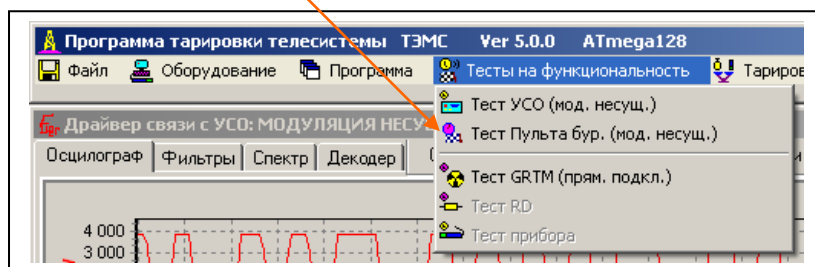 Программа тарировки телесистемы ТЭМС Ver 5.0.0 ATmega128
Файл Оборудование Программа Тесты на функциональность Тариров
Тест УСО (мод. несущ.)
Драйвер связи с УСО: МОДУЛЯЦИЯ НЕСУ
Тест Пульта бур. (мод. несущ.)
Осцилограф Фильтры Спектр Декодер
Тест GRTM (прям. подкл.)
Тест RD
4 000
Тест прибора
3 000